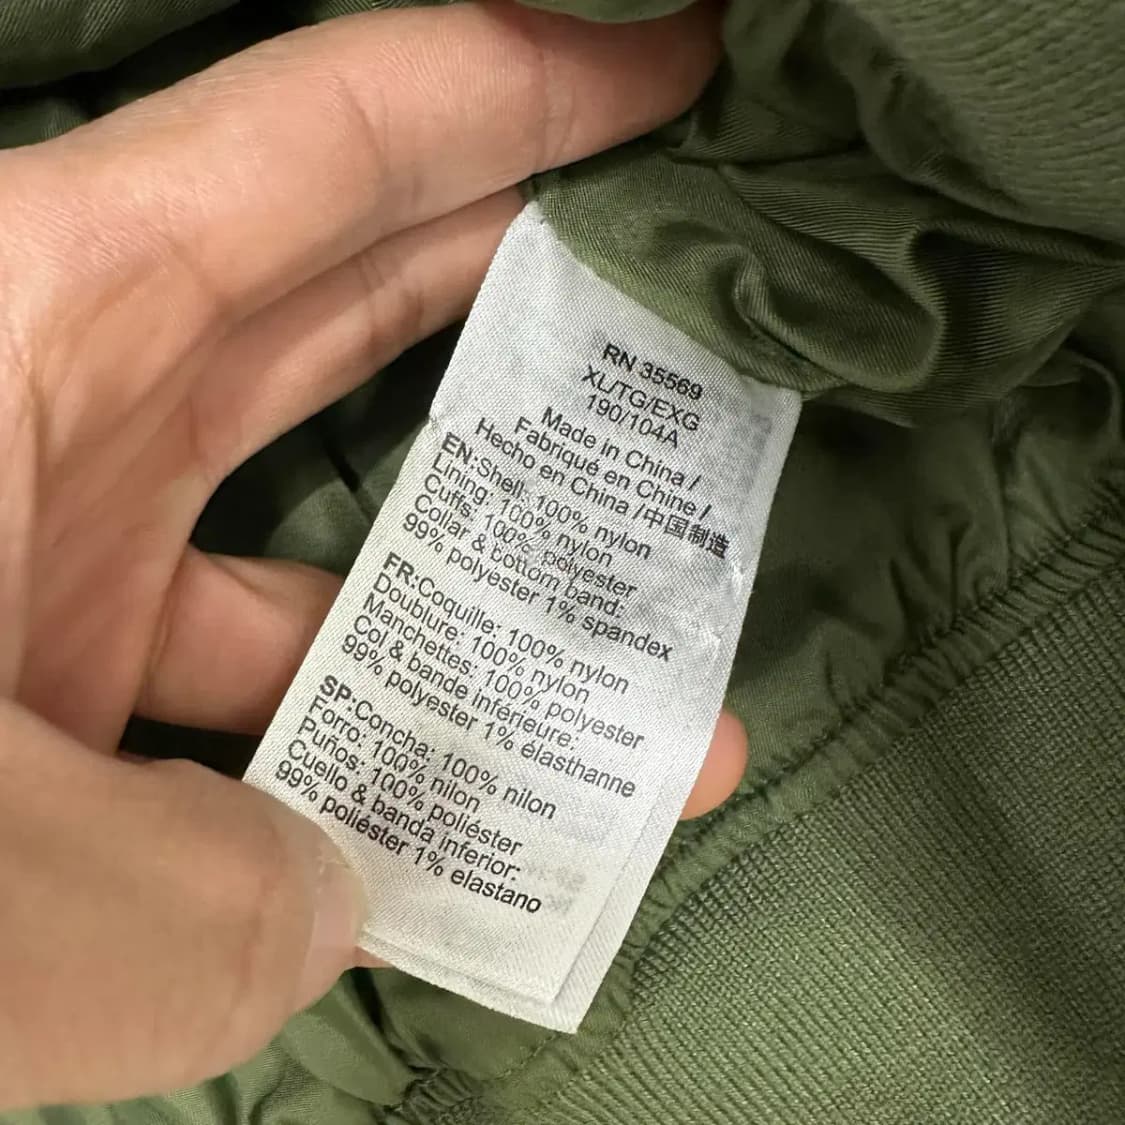 RN 35569
XL/TG/EXG
190/104A
Made in China /
Fabriqué en Chine /
Hecho en China /中国制造
EN:Shell: 100% nylon
Lining: 100% nylon
Cuffs: 100% polyester
Collar & bottom band:
99% polyester 1% spandex
FR:Coquille: 100% nylon
Doublure: 100% nylon
Manchettes: 100% polyester
Col & bande inférieure:
99% polyester 1% élasthanne
SP:Concha: 100% nilon
Forro: 100% nilon
Puños: 100% poliéster
Cuello & banda inferior:
99% poliéster 1% elastano